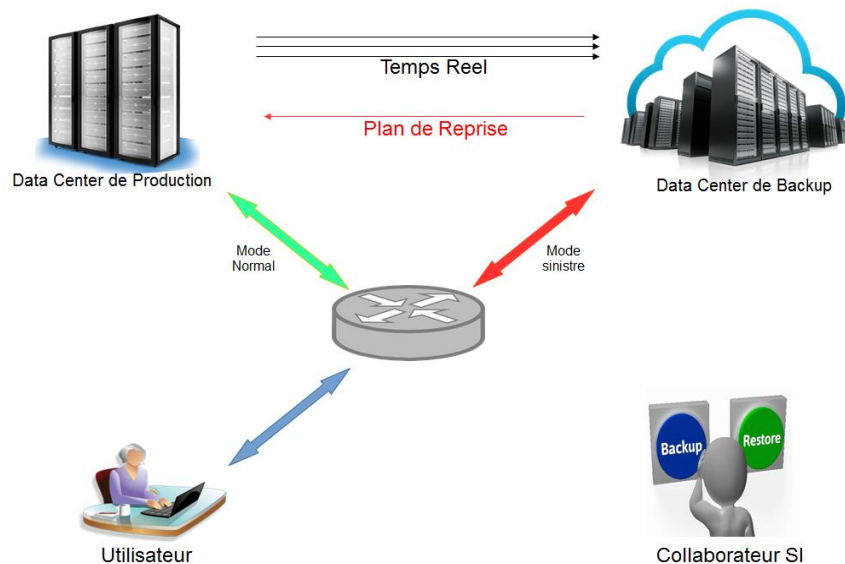 Temps Reel
Plan de Reprise
Data Center de Production
Data Center de Backup
Mode
Normal
Mode
sinistre
Backup
Restore
Utilisateur
Collaborateur SI